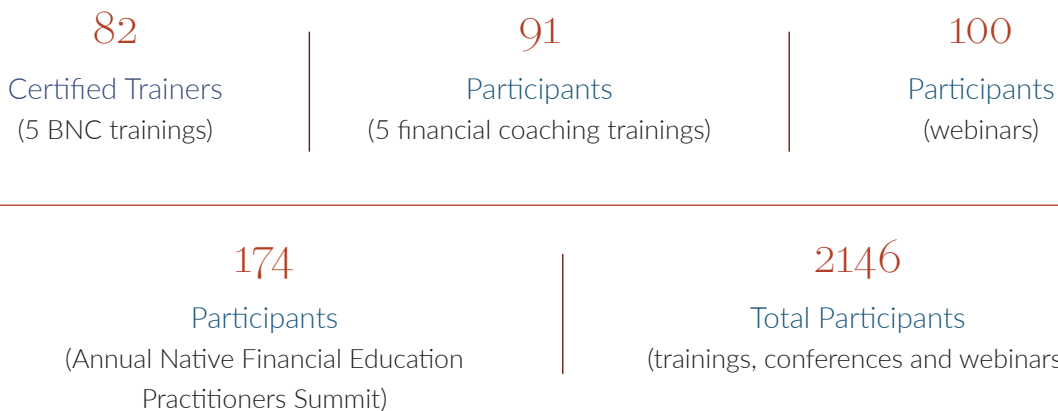 82
Certified Trainers
(5 BNC trainings)
91
Participants
(5 financial coaching trainings)
100
Participants
(webinars)
174
Participants
(Annual Native Financial Education
Practitioners Summit)
2146
Total Participants
(trainings, conferences and webinars